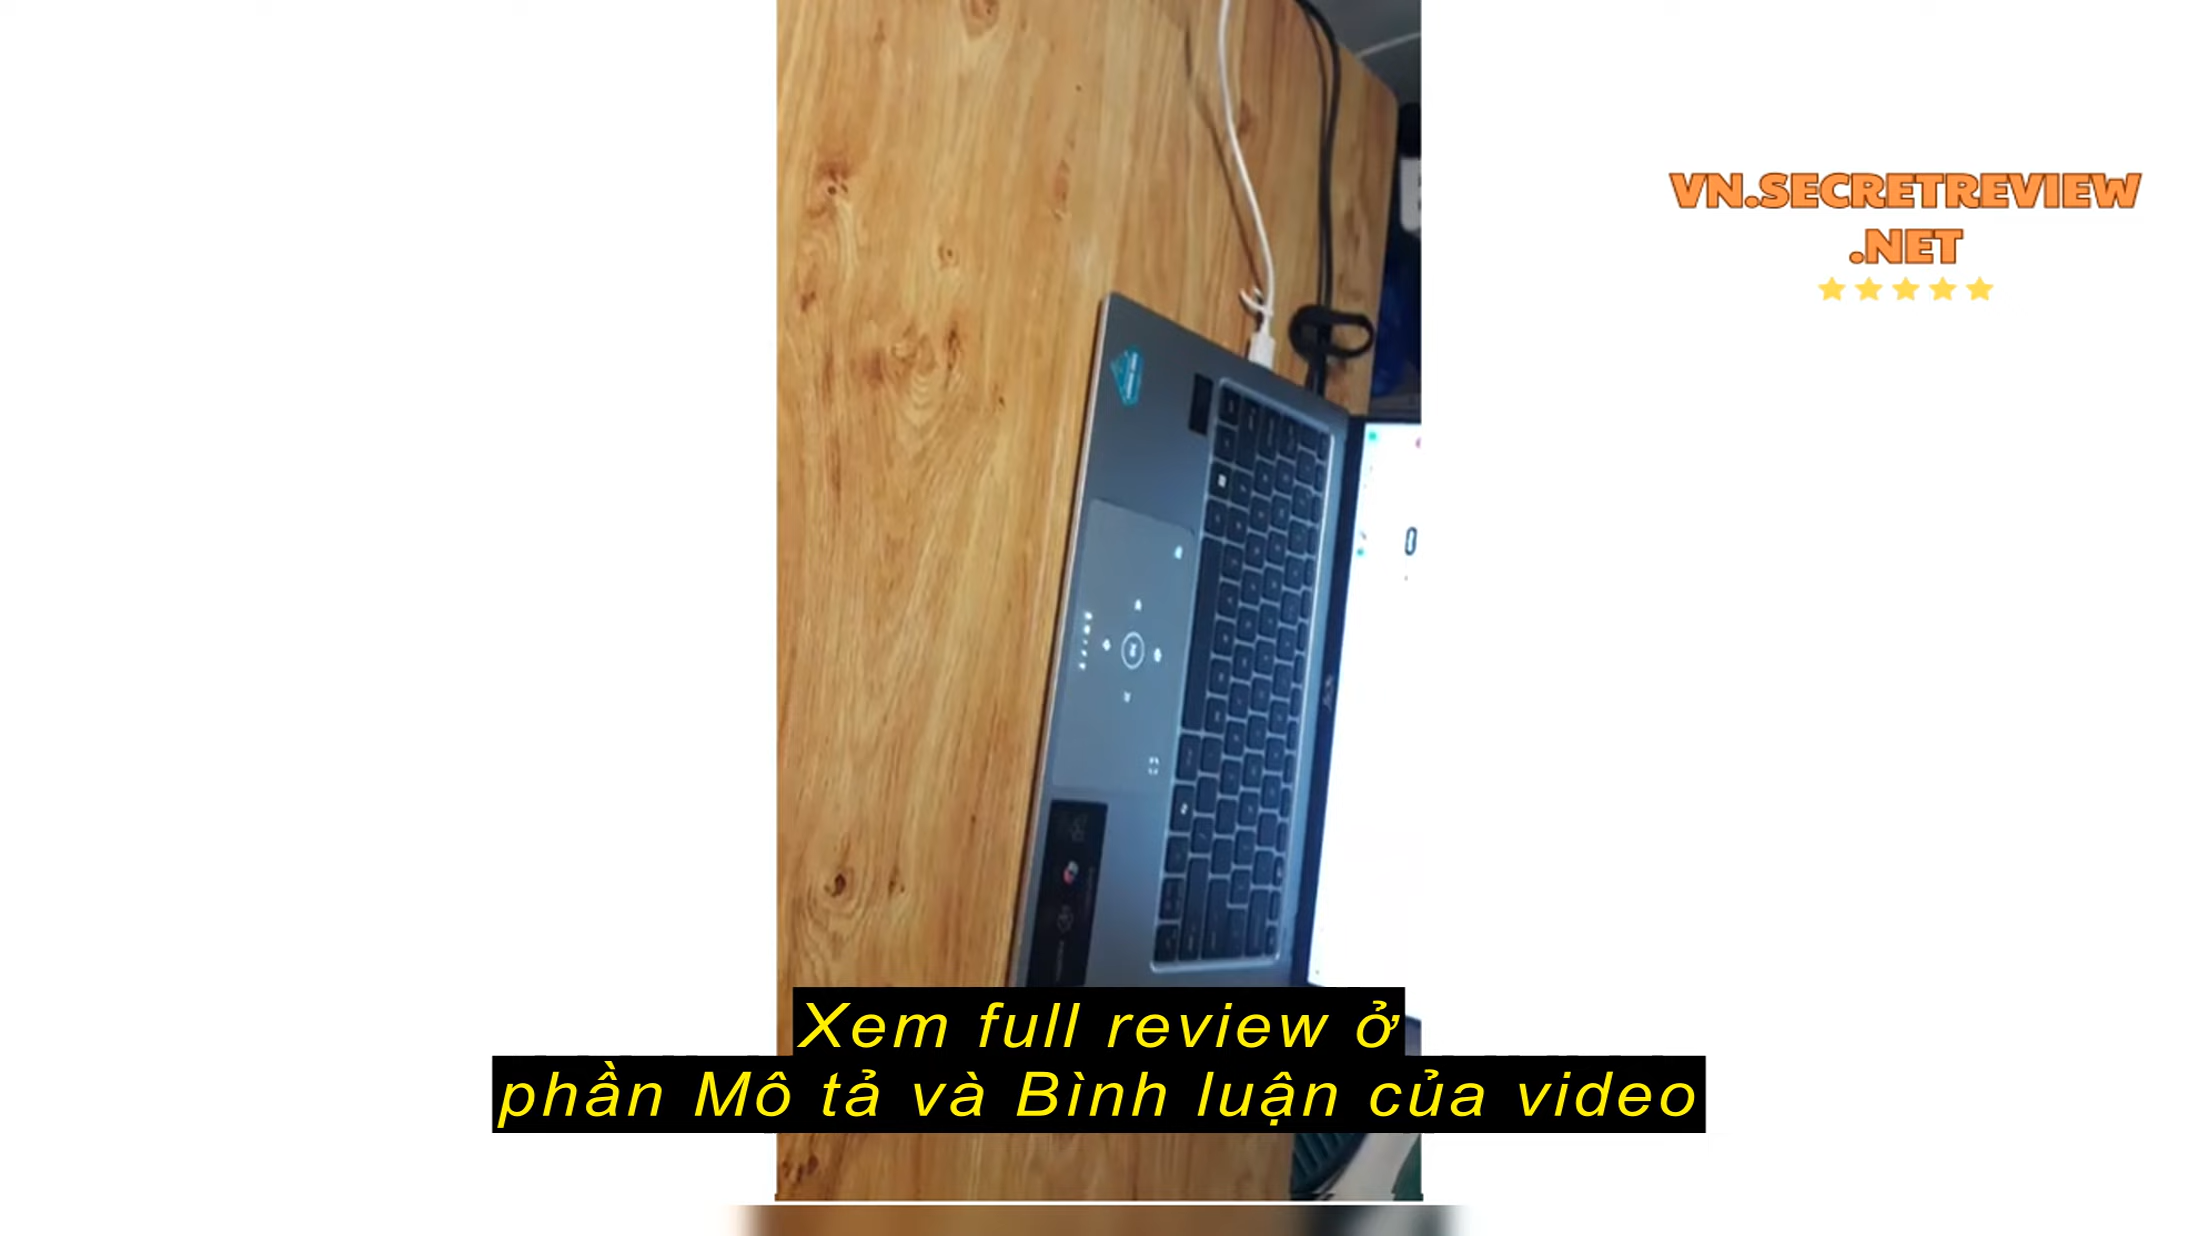 VN.SECRETREVIEW
.NET
Xem full review ở
phần Mô tả và Bình luận của video